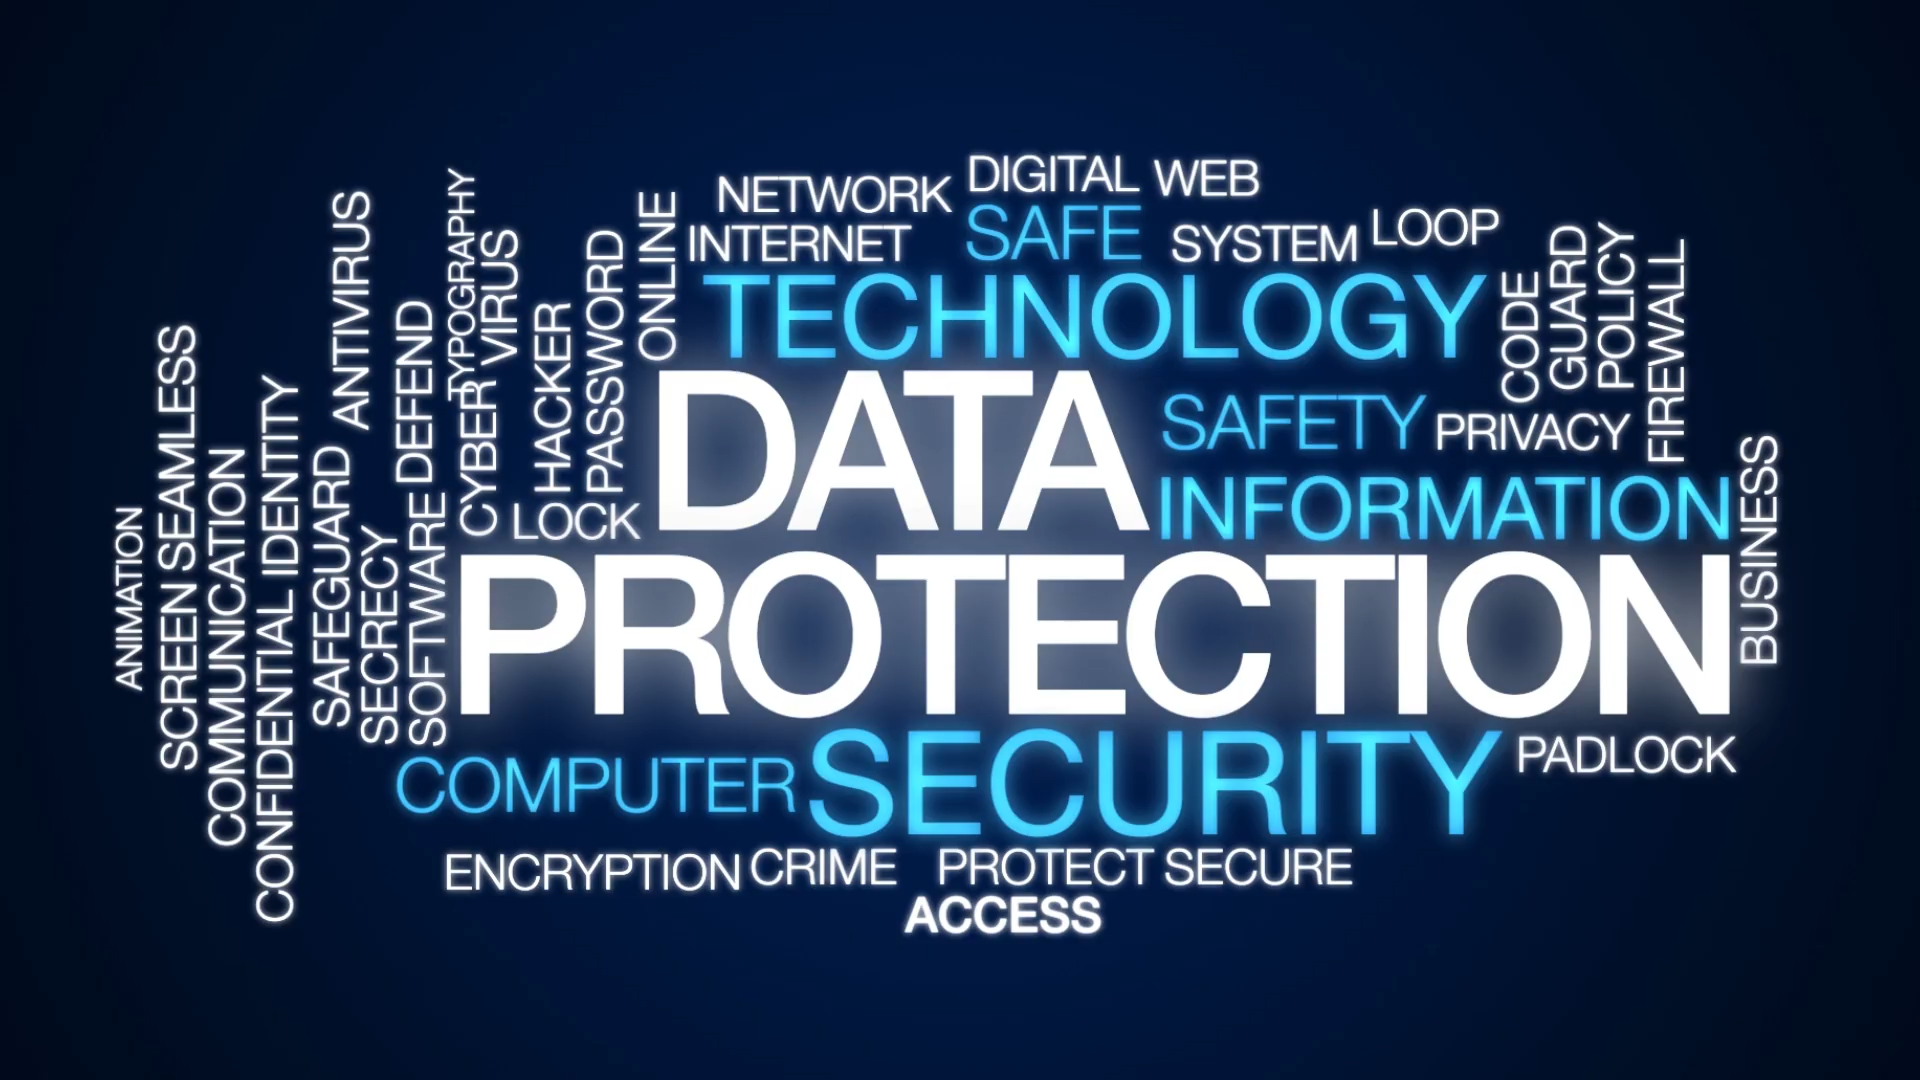 DIGITAL WEB
NETWORK
INTERNET
SAFE
SYSTEM
LOOP
TECHNOLOGY
DATA
SAFETY
PRIVACY
INFORMATION
PROTECTION
COMPUTER
SECURITY
PADLOCK
ENCRYPTION
CRIME
PROTECT
SECURE
ACCESS
ANIMATION
SCREEN SEAMLESS
COMMUNICATION
CONFIDENTIAL IDENTITY
SAFEGUARD
ANTIVIRUS
SECRECY
DEFEND
SOFTWARE
TYPOGRAPHY
CYBER VIRUS
LOCK
HACKER
PASSWORD
ONLINE
CODE
GUARD
POLICY
FIREWALL
BUSINESS